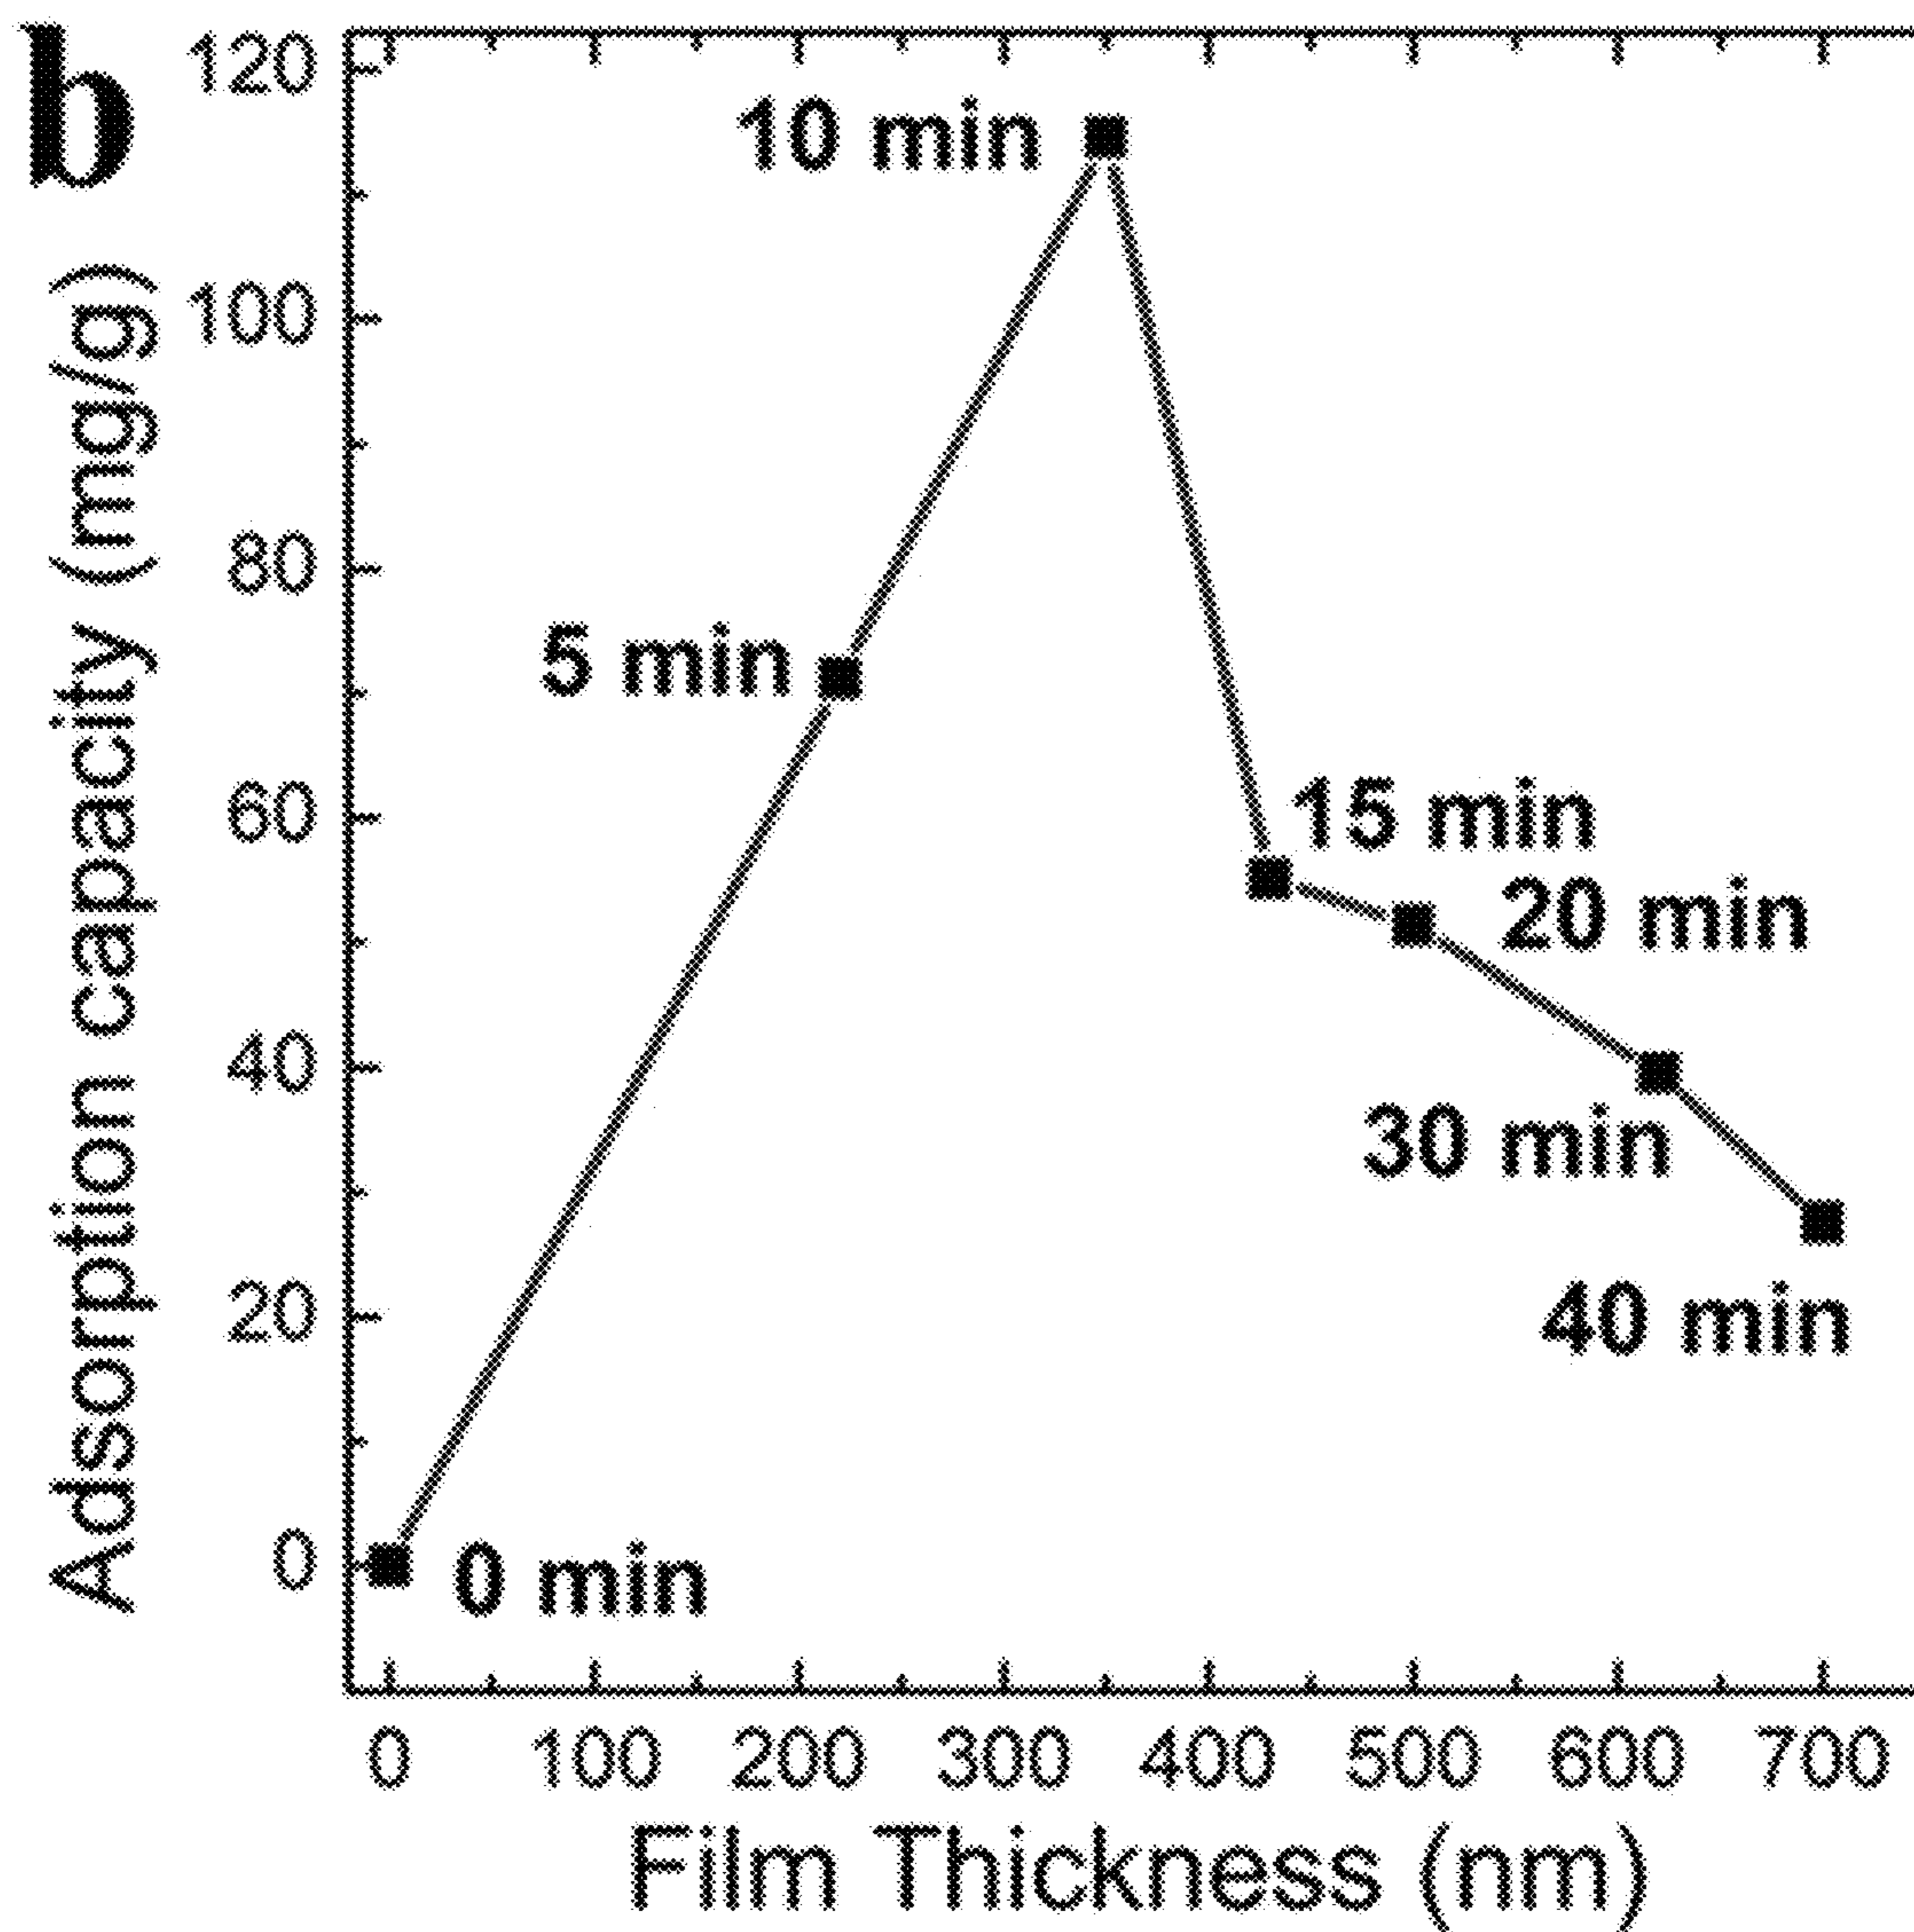 b
Adsorption capacity (mg/g)
120
100
80
60
40
20
0
10 min
5 min
15 min
20 min
30 min
40 min
0 min
0 100 200 300 400 500 600 700
Film Thickness (nm)